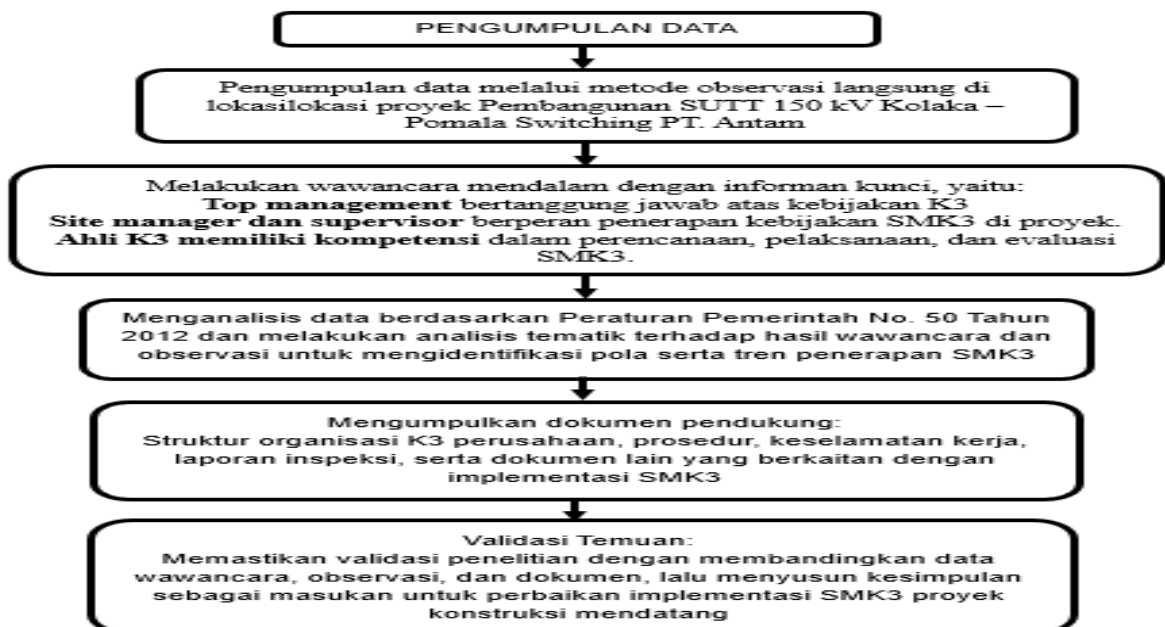 PENGUMPULAN DATA
Pengumpulan data melalui metode observasi langsung di
lokasilokasi proyek Pembangunan SUTT 150 kV Kolaka –
Pomala Switching PT. Antam
Melakukan wawancara mendalam dengan informan kunci, yaitu:
Top management bertanggung jawab atas kebijakan K3
Site manager dan supervisor berperan penerapan kebijakan SMK3 di proyek.
Ahli K3 memiliki kompetensi dalam perencanaan, pelaksanaan, dan evaluasi
SMK3.
Menganalisis data berdasarkan Peraturan Pemerintah No. 50 Tahun
2012 dan melakukan analisis tematik terhadap hasil wawancara dan
observasi untuk mengidentifikasi pola serta tren penerapan SMK3
Mengumpulkan dokumen pendukung:
Struktur organisasi K3 perusahaan, prosedur, keselamatan kerja,
laporan inspeksi, serta dokumen lain yang berkaitan dengan
implementasi SMK3
Validasi Temuan:
Memastikan validasi penelitian dengan membandingkan data
wawancara, observasi, dan dokumen, lalu menyusun kesimpulan
sebagai masukan untuk perbaikan implementasi SMK3 proyek
konstruksi mendatang